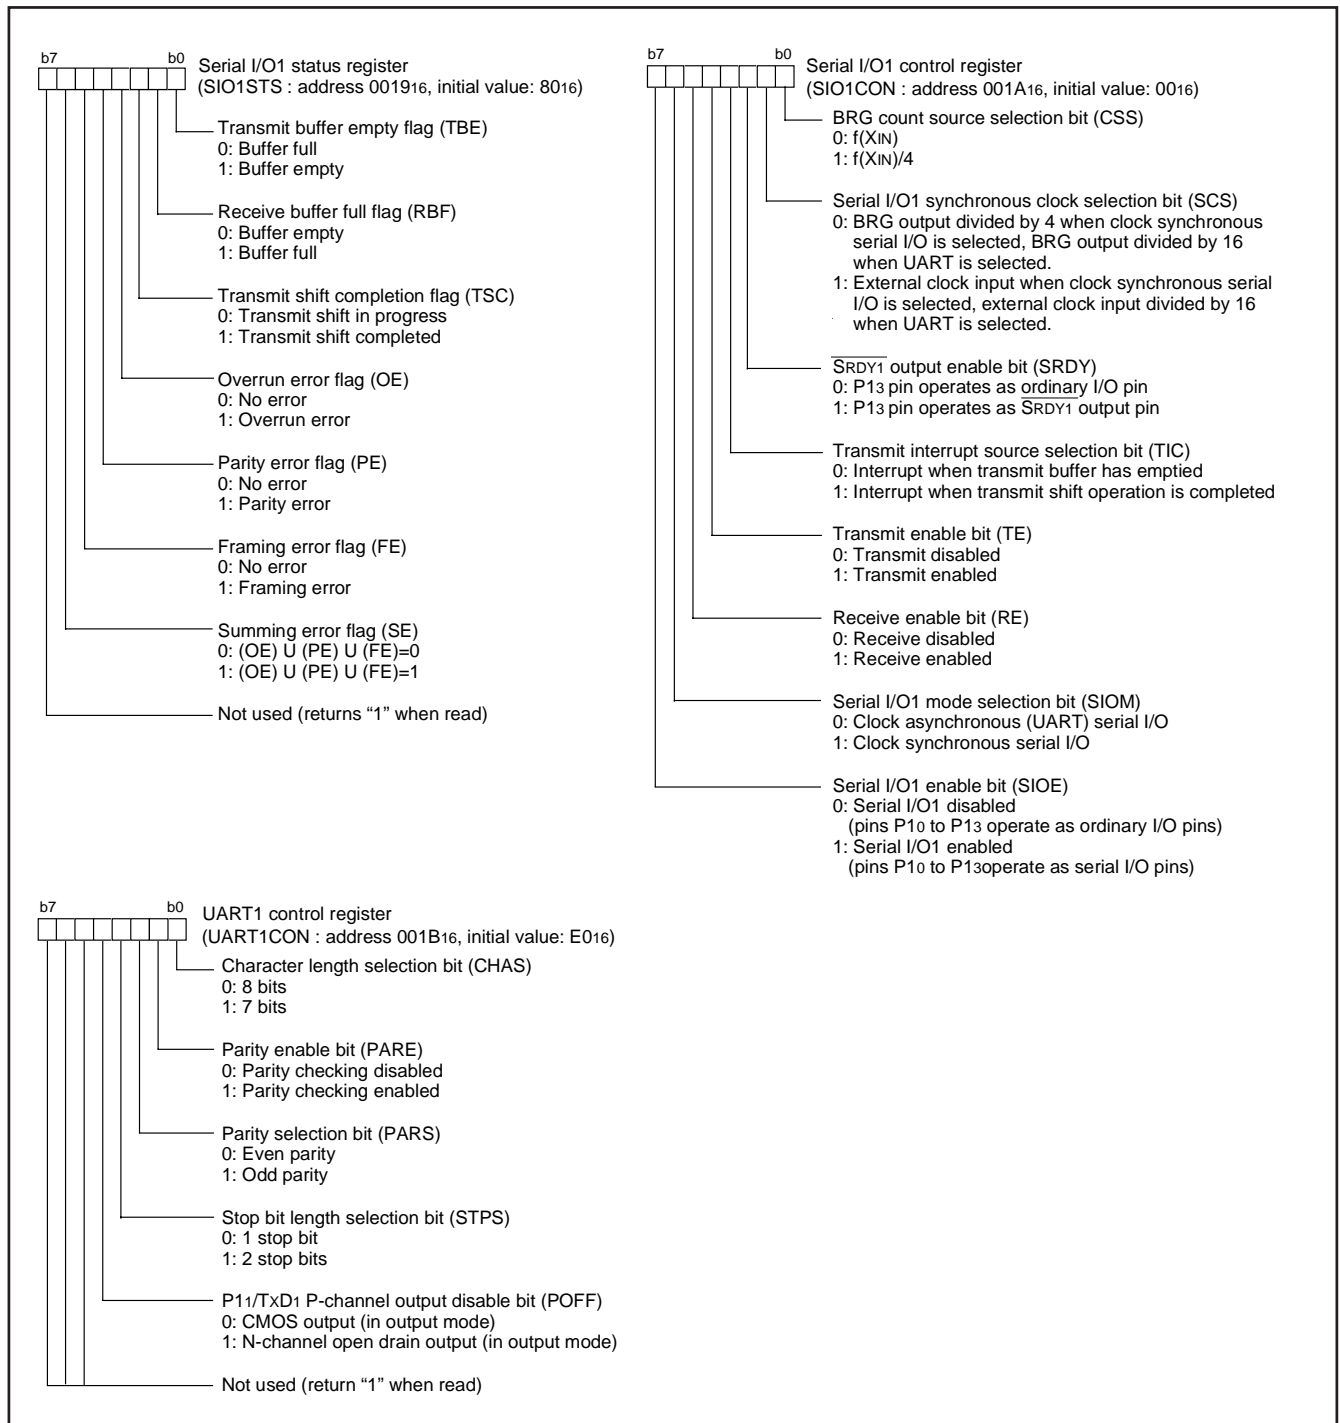 b7 b0
Serial I/O1 status register
(SIO1STS : address 001916, initial value: 8016)
Transmit buffer empty flag (TBE)
0: Buffer full
1: Buffer empty
Receive buffer full flag (RBF)
0: Buffer empty
1: Buffer full
Transmit shift completion flag (TSC)
0: Transmit shift in progress
1: Transmit shift completed
Overrun error flag (OE)
0: No error
1: Overrun error
Parity error flag (PE)
0: No error
1: Parity error
Framing error flag (FE)
0: No error
1: Framing error
Summing error flag (SE)
0: (OE) U (PE) U (FE)=0
1: (OE) U (PE) U (FE)=1
Not used (returns “1” when read)
b7 b0
Serial I/O1 control register
(SIO1CON : address 001A16, initial value: 0016)
BRG count source selection bit (CSS)
0: f(XIN)
1: f(XIN)/4
Serial I/O1 synchronous clock selection bit (SCS)
0: BRG output divided by 4 when clock synchronous
serial I/O is selected, BRG output divided by 16
when UART is selected.
1: External clock input when clock synchronous serial
I/O is selected, external clock input divided by 16
when UART is selected.
SRDY1 output enable bit (SRDY)
0: P13 pin operates as ordinary I/O pin
1: P13 pin operates as SRDY1 output pin
Transmit interrupt source selection bit (TIC)
0: Interrupt when transmit buffer has emptied
1: Interrupt when transmit shift operation is completed
Transmit enable bit (TE)
0: Transmit disabled
1: Transmit enabled
Receive enable bit (RE)
0: Receive disabled
1: Receive enabled
Serial I/O1 mode selection bit (SIOM)
0: Clock asynchronous (UART) serial I/O
1: Clock synchronous serial I/O
Serial I/O1 enable bit (SIOE)
0: Serial I/O1 disabled
(pins P10 to P13 operate as ordinary I/O pins)
1: Serial I/O1 enabled
(pins P10 to P13operate as serial I/O pins)
b7 b0
UART1 control register
(UART1CON : address 001B16, initial value: E016)
Character length selection bit (CHAS)
0: 8 bits
1: 7 bits
Parity enable bit (PARE)
0: Parity checking disabled
1: Parity checking enabled
Parity selection bit (PARS)
0: Even parity
1: Odd parity
Stop bit length selection bit (STPS)
0: 1 stop bit
1: 2 stop bits
P11/TXD1 P-channel output disable bit (POFF)
0: CMOS output (in output mode)
1: N-channel open drain output (in output mode)
Not used (return “1” when read)